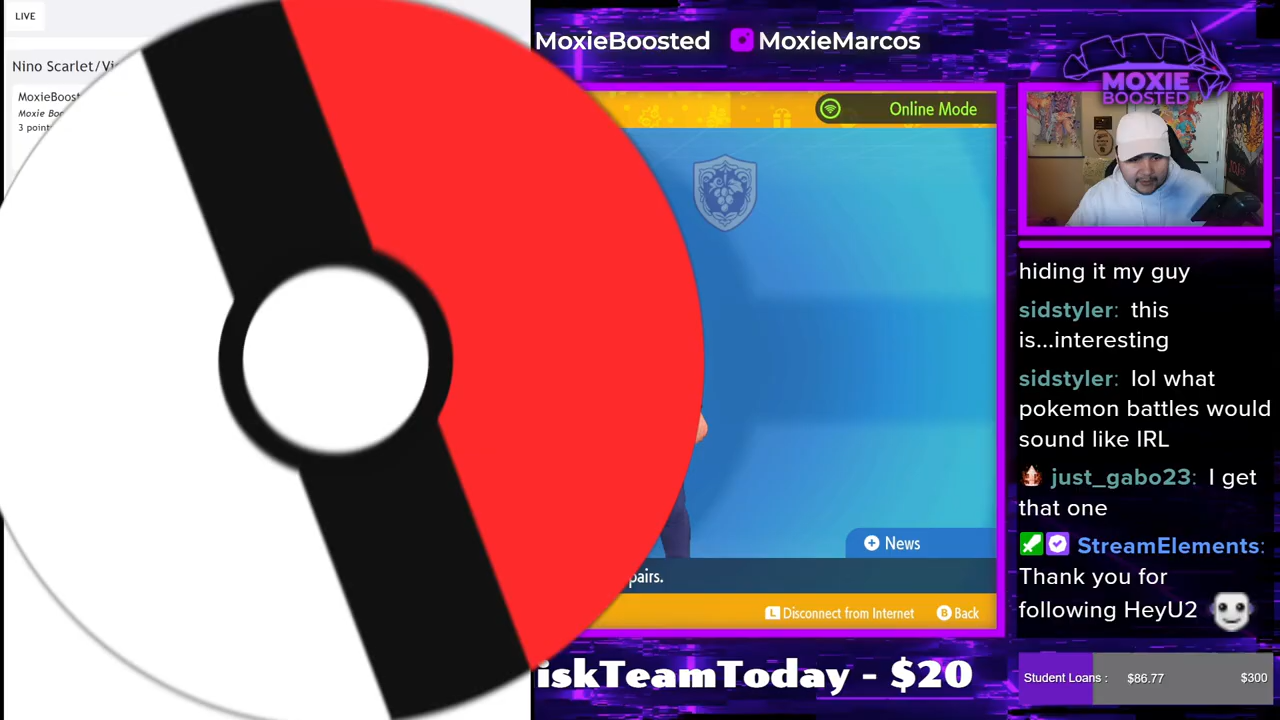 LIVE
Nino Scarlet/Vi
MoxieBoost
Moxie Bo
3 point
MoxieBoosted MoxieMarcos
Online Mode
News
pairs.
L Disconnect from Internet B Back
iskTeamToday - $20
MOXIE
BOOSTED
hiding it my guy
sidstyler: this
is...interesting
sidstyler: lol what
pokemon battles would
sound like IRL
just_gabo23: I get
that one
StreamElements:
Thank you for
following HeyU2
Student Loans : $86.77 $300